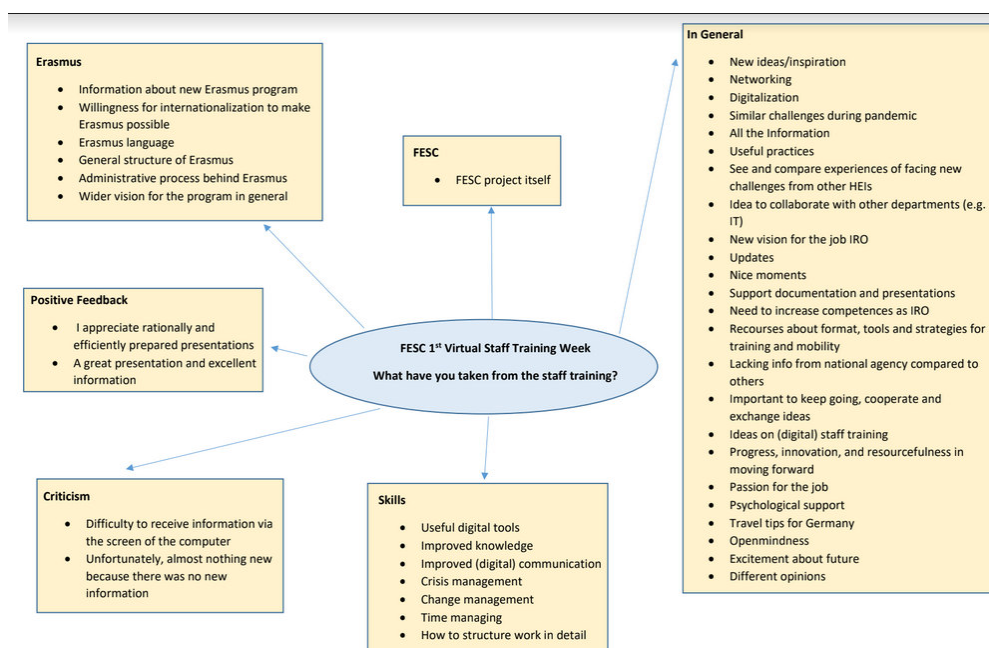 Erasmus
• Information about new Erasmus program
• Willingness for internationalization to make
Erasmus possible
• Erasmus language
• General structure of Erasmus
• Administrative process behind Erasmus
• Wider vision for the program in general
FESC
• FESC project itself
In General
• New ideas/inspiration
• Networking
• Digitalization
• Similar challenges during pandemic
• All the Information
• Useful practices
• See and compare experiences of facing new
challenges from other HEIs
• Idea to collaborate with other departments (e.g.
IT)
• New vision for the job IRO
• Updates
• Nice moments
• Support documentation and presentations
• Need to increase competences as IRO
• Recourses about format, tools and strategies for
training and mobility
• Lacking info from national agency compared to
others
• Important to keep going, cooperate and
exchange ideas
• Ideas on (digital) staff training
• Progress, innovation, and resourcefulness in
moving forward
• Passion for the job
• Psychological support
• Travel tips for Germany
• Openmindness
• Excitement about future
• Different opinions
Positive Feedback
• I appreciate rationally and
efficiently prepared presentations
• A great presentation and excellent
information
FESC 1st Virtual Staff Training Week
What have you taken from the staff training?
Criticism
• Difficulty to receive information via
the screen of the computer
• Unfortunately, almost nothing new
because there was no new
information
Skills
• Useful digital tools
• Improved knowledge
• Improved (digital) communication
• Crisis management
• Change management
• Time managing
• How to structure work in detail